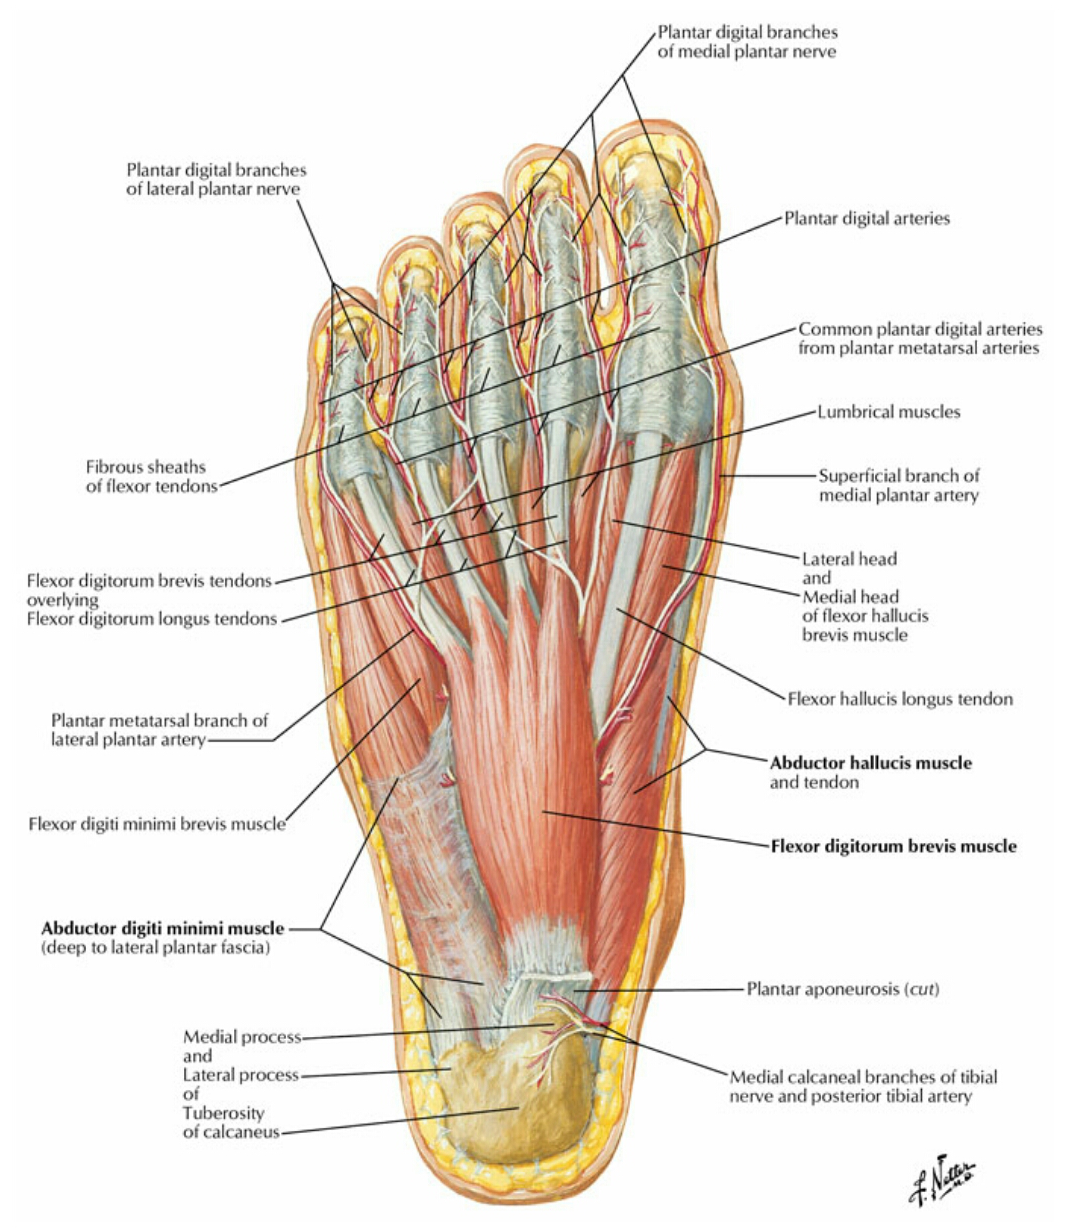 Plantar digital branches
of medial plantar nerve
Plantar digital branches
of lateral plantar nerve
Plantar digital arteries
Common plantar digital arteries
from plantar metatarsal arteries
Lumbrical muscles
Fibrous sheaths
of flexor tendons
Superficial branch of
medial plantar artery
Lateral head
and
Medial head
of flexor hallucis
brevis muscle
Flexor digitorum brevis tendons
overlying
Flexor digitorum longus tendons
Flexor hallucis longus tendon
Plantar metatarsal branch of
lateral plantar artery
Abductor hallucis muscle
and tendon
Flexor digiti minimi brevis muscle
Flexor digitorum brevis muscle
Abductor digiti minimi muscle
(deep to lateral plantar fascia)
Plantar aponeurosis (cut)
Medial process
and
Lateral process
of
Tuberosity
of calcaneus
Medial calcaneal branches of tibial
nerve and posterior tibial artery
F. Netter
M.D.